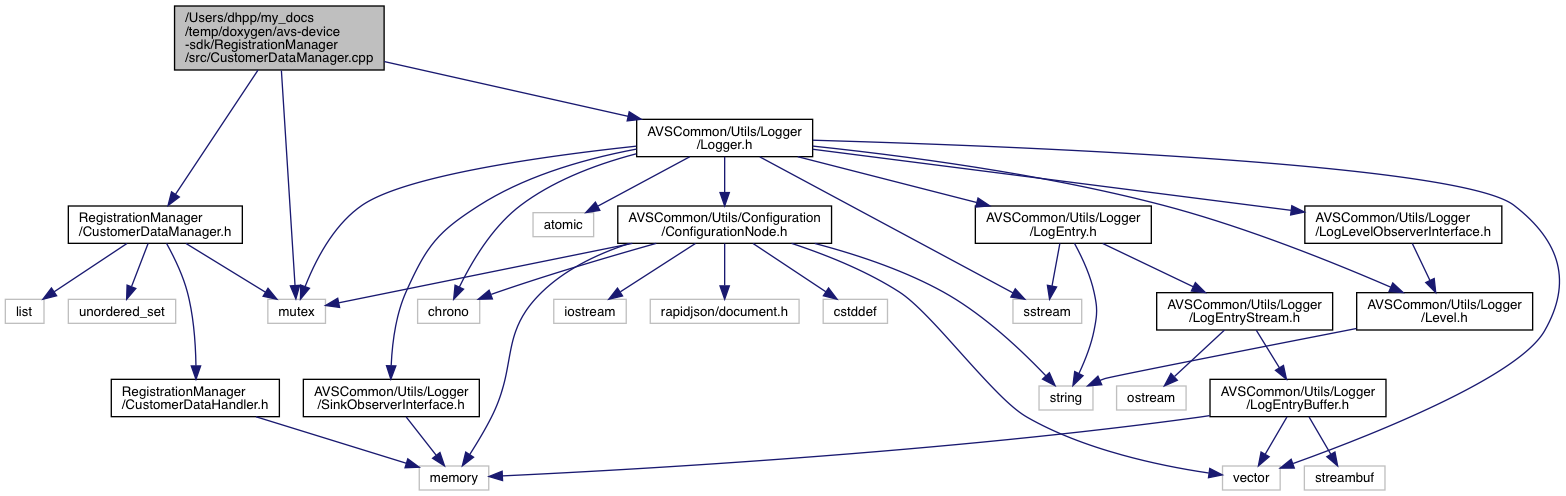 /Users/dhpp/my_docs
/temp/doxygen/avs-device
-sdk/RegistrationManager
/src/CustomerDataManager.cpp
AVSCommon/Utils/Logger
/Logger.h
RegistrationManager
/CustomerDataManager.h
atomic
AVSCommon/Utils/Configuration
/ConfigurationNode.h
AVSCommon/Utils/Logger
/LogEntry.h
AVSCommon/Utils/Logger
/LogLevelObserverInterface.h
list
unordered_set
mutex
chrono
iostream
rapidjson/document.h
cstddef
sstream
AVSCommon/Utils/Logger
/LogEntryStream.h
AVSCommon/Utils/Logger
/Level.h
RegistrationManager
/CustomerDataHandler.h
AVSCommon/Utils/Logger
/SinkObserverInterface.h
string
ostream
AVSCommon/Utils/Logger
/LogEntryBuffer.h
memory
vector
streambuf